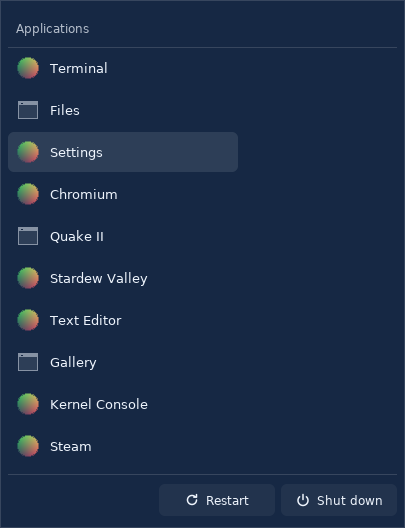 Applications
Terminal
Files
Settings
Chromium
Quake II
Stardew Valley
Text Editor
Gallery
Kernel Console
Steam
Restart Shut down